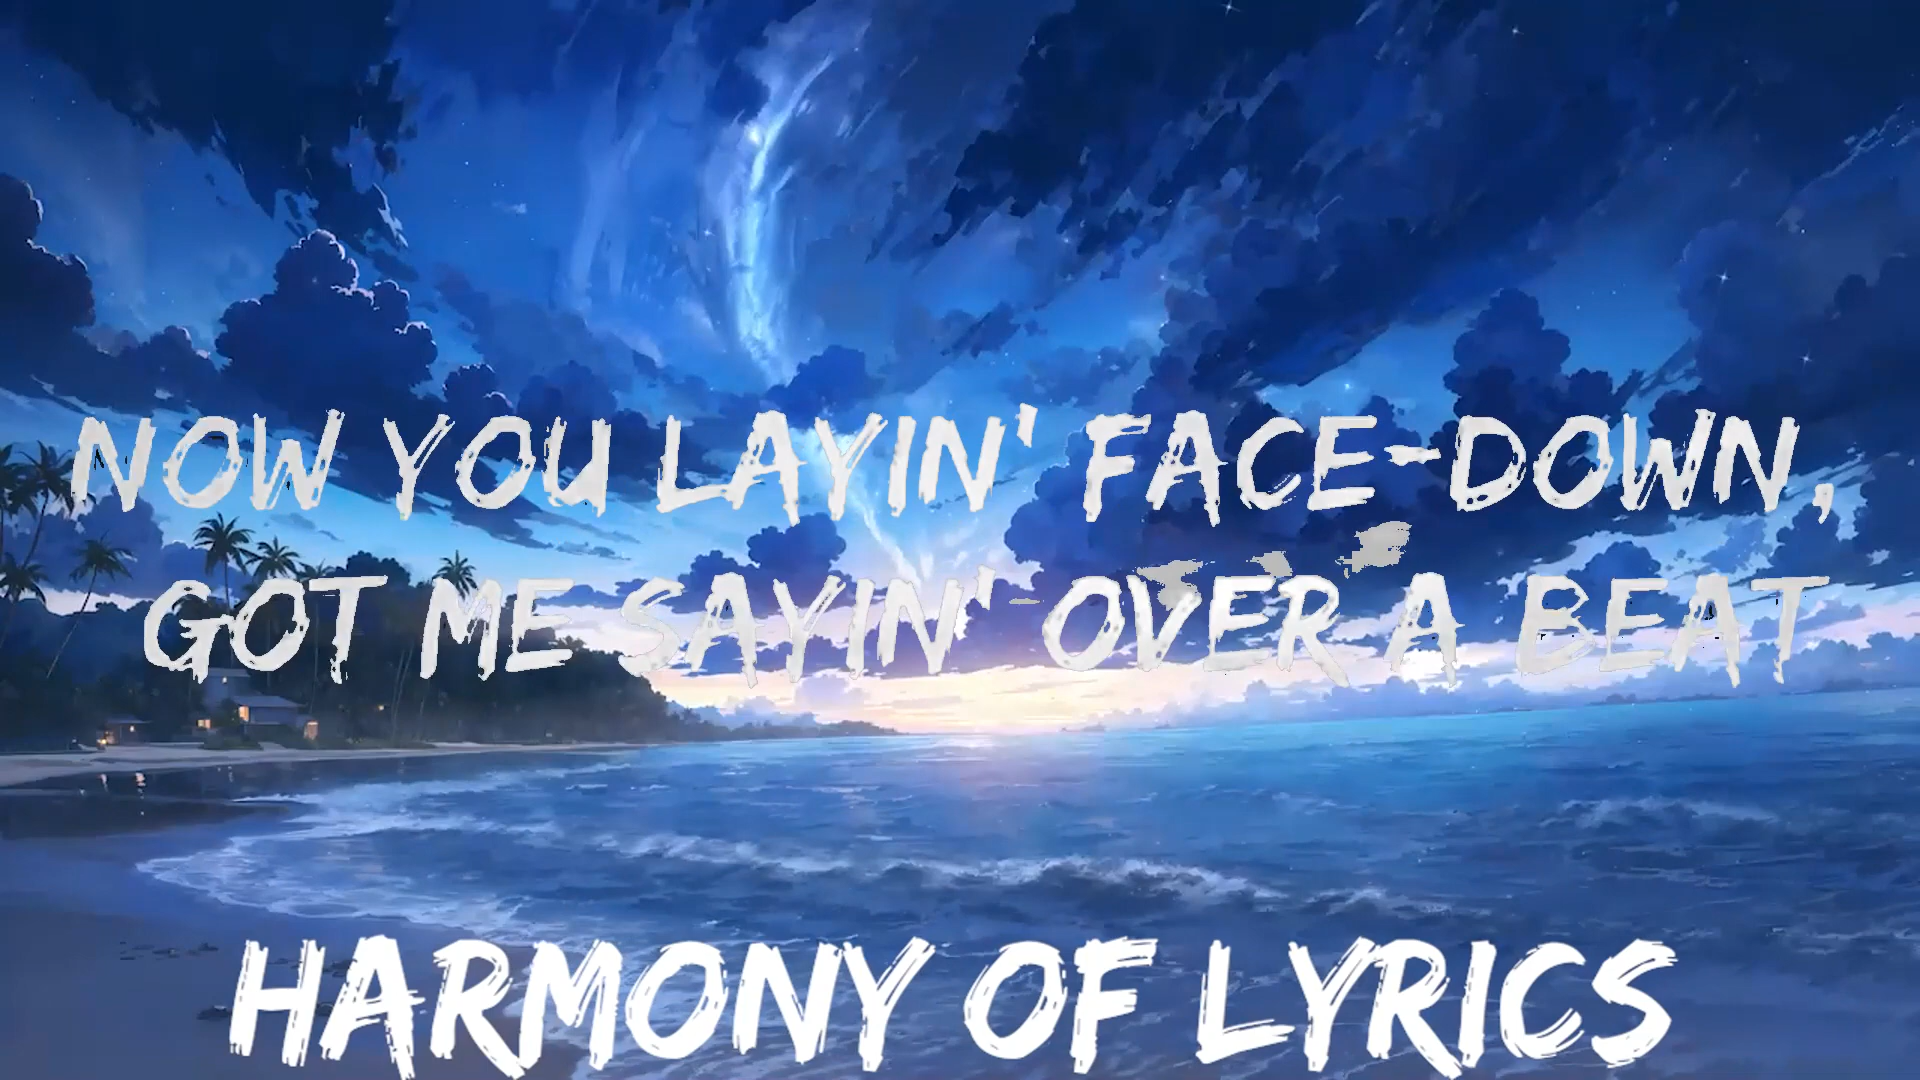 NOW YOU LAYIN' FACE-DOWN,
GOT ME SAYIN' OVER A BEAT
HARMONY OF LYRICS